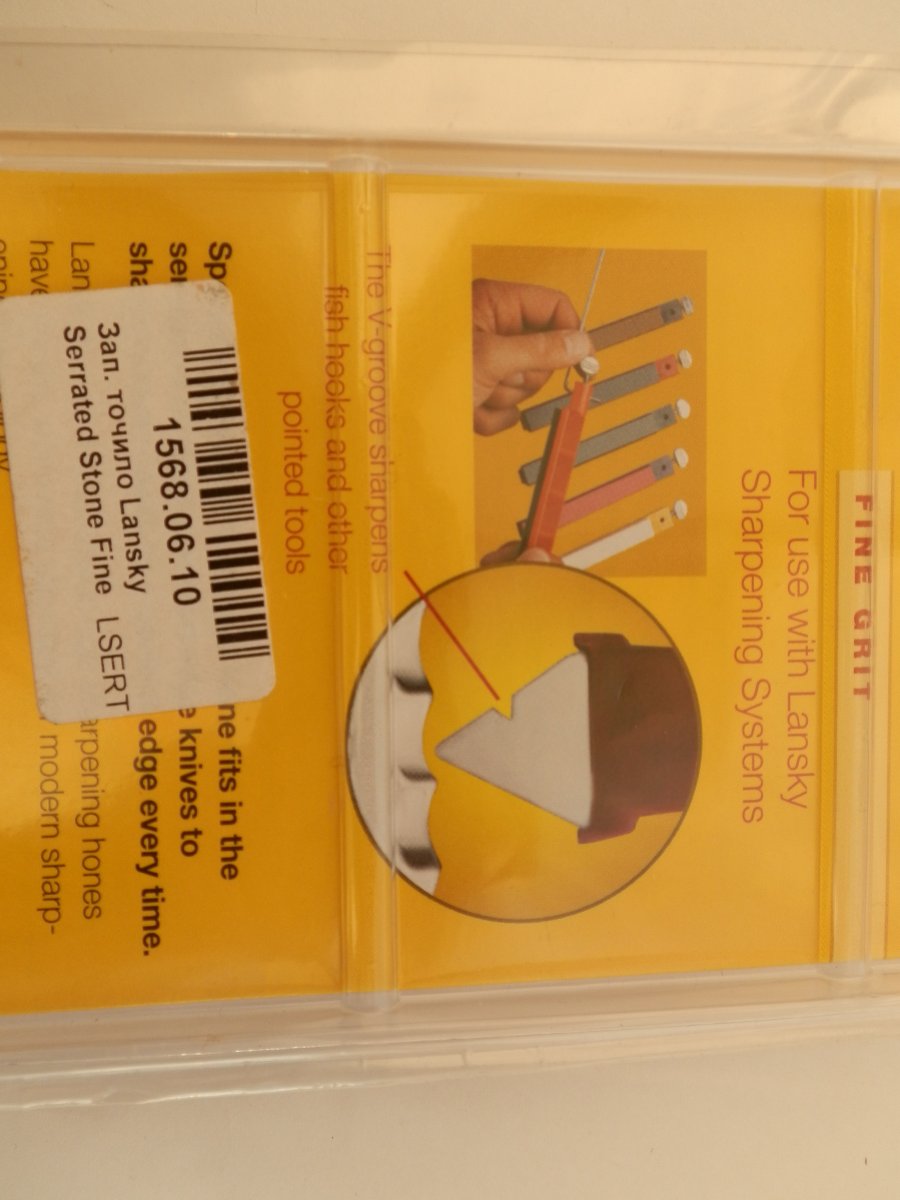 FINE GRIT
For use with Lansky
Sharpening Systems
The V-groove sharpens
fish hooks and other
pointed tools
ne fits in the
knives to
edge every time.
Lan arpening hones
have modern sharp-
1568.06.10
Зап. точило Lansky
Serrated Stone Fine LSERT